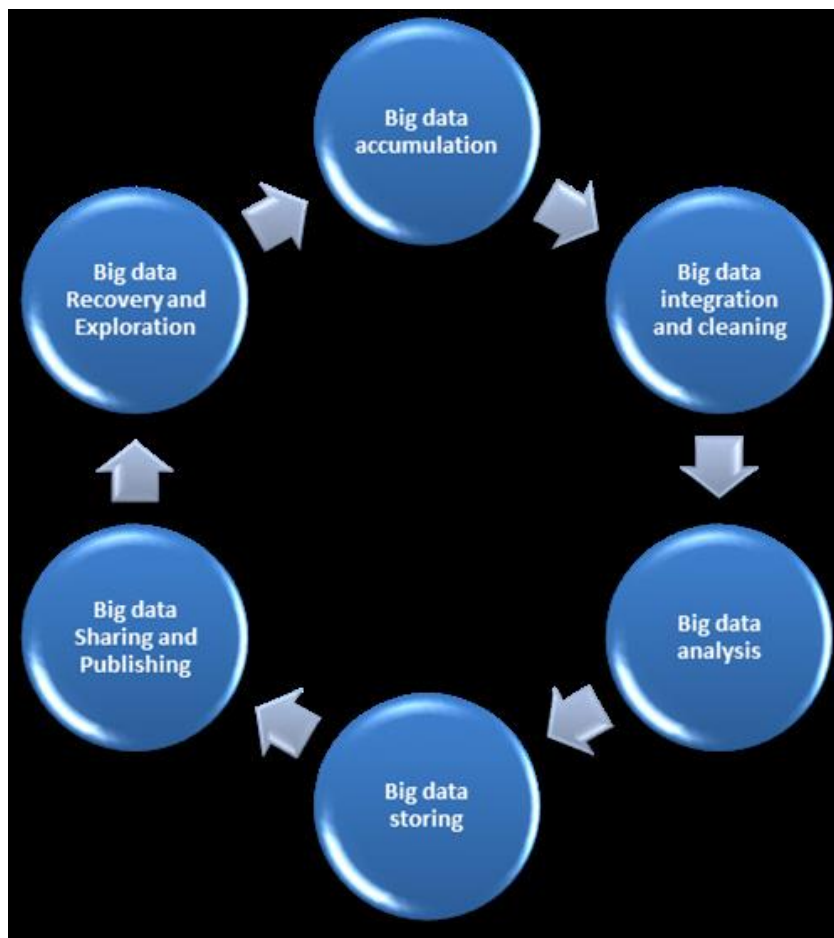 Big data
accumulation
Big data
integration
and cleaning
Big data
analysis
Big data
storing
Big data
Sharing and
Publishing
Big data
Recovery and
Exploration